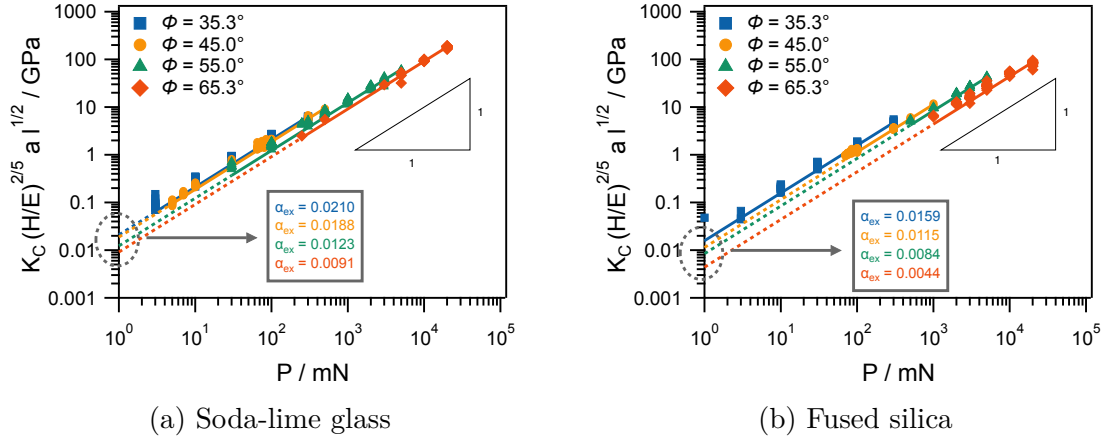 K_C (H/E)^{2/5} a l^{1/2} / GPa
1000
100
10
1
0.1
0.01
0.001
Φ = 35.3°
Φ = 45.0°
Φ = 55.0°
Φ = 65.3°
1
1
α_ex = 0.0210
α_ex = 0.0188
α_ex = 0.0123
α_ex = 0.0091
10^0 10^1 10^2 10^3 10^4 10^5
P / mN
(a) Soda-lime glass
K_C (H/E)^{2/5} a l^{1/2} / GPa
1000
100
10
1
0.1
0.01
0.001
Φ = 35.3°
Φ = 45.0°
Φ = 55.0°
Φ = 65.3°
1
1
α_ex = 0.0159
α_ex = 0.0115
α_ex = 0.0084
α_ex = 0.0044
10^0 10^1 10^2 10^3 10^4 10^5
P / mN
(b) Fused silica